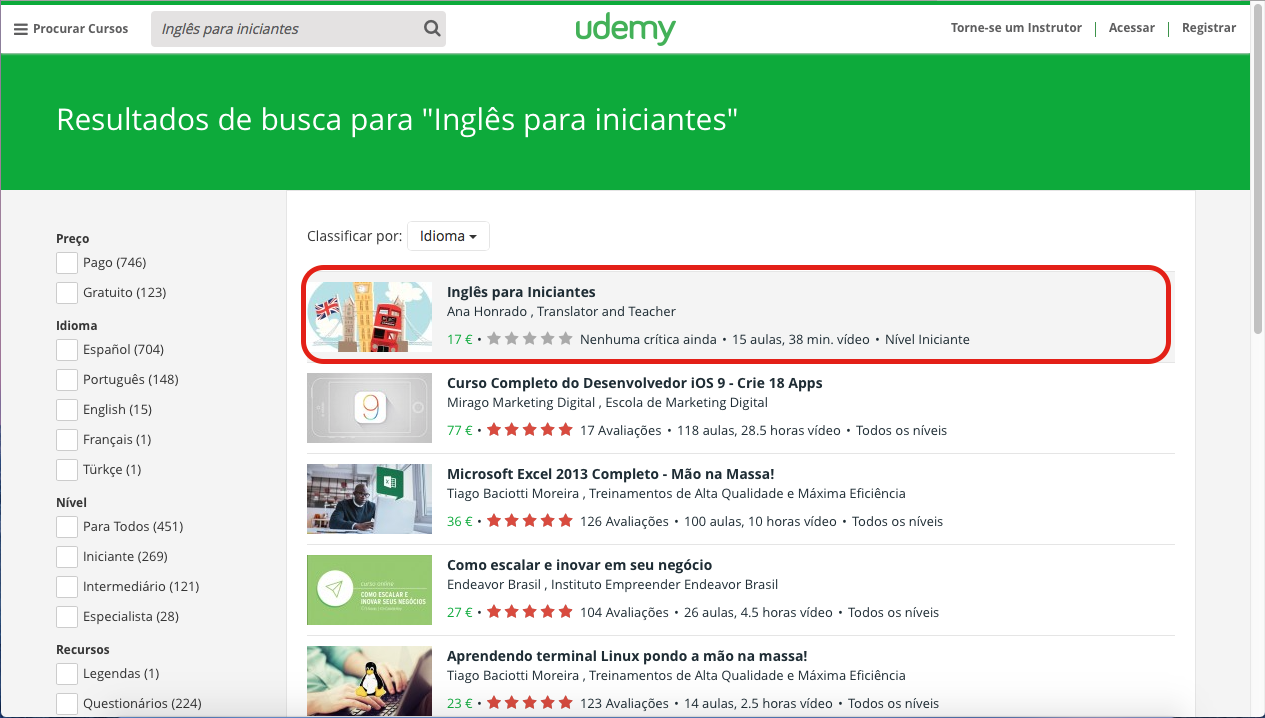 Procurar Cursos
Inglês para iniciantes
udemy
Torne-se um Instrutor | Acessar | Registrar
Resultados de busca para "Inglês para iniciantes"
Preço
Pago (746)
Gratuito (123)
Idioma
Español (704)
Português (148)
English (15)
Français (1)
Türkçe (1)
Nível
Para Todos (451)
Iniciante (269)
Intermediário (121)
Especialista (28)
Recursos
Legendas (1)
Questionários (224)
Classificar por: Idioma
Inglês para Iniciantes
Ana Honrado , Translator and Teacher
17 € • Nenhuma crítica ainda • 15 aulas, 38 min. vídeo • Nível Iniciante
9
Curso Completo do Desenvolvedor iOS 9 - Crie 18 Apps
Mirago Marketing Digital , Escola de Marketing Digital
77 € • 17 Avaliações • 118 aulas, 28.5 horas vídeo • Todos os níveis
Microsoft Excel 2013 Completo - Mão na Massa!
Tiago Baciotti Moreira , Treinamentos de Alta Qualidade e Máxima Eficiência
36 € • 126 Avaliações • 100 aulas, 10 horas vídeo • Todos os níveis
curso online
COMO ESCALAR E
INOVAR SEUS NEGÓCIOS
Como escalar e inovar em seu negócio
Endeavor Brasil , Instituto Empreender Endeavor Brasil
27 € • 104 Avaliações • 26 aulas, 4.5 horas vídeo • Todos os níveis
Aprendendo terminal Linux pondo a mão na massa!
Tiago Baciotti Moreira , Treinamentos de Alta Qualidade e Máxima Eficiência
23 € • 123 Avaliações • 14 aulas, 2.5 horas vídeo • Todos os níveis